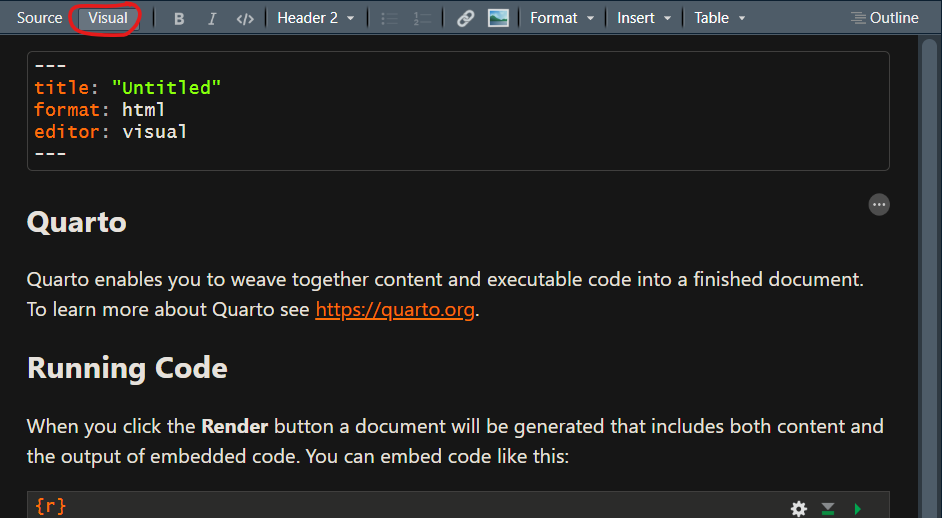 Source Visual B I </> Header 2 Format Insert Table Outline
---
title: "Untitled"
format: html
editor: visual
---
Quarto
Quarto enables you to weave together content and executable code into a finished document.
To learn more about Quarto see https://quarto.org.
Running Code
When you click the Render button a document will be generated that includes both content and
the output of embedded code. You can embed code like this:
{r}